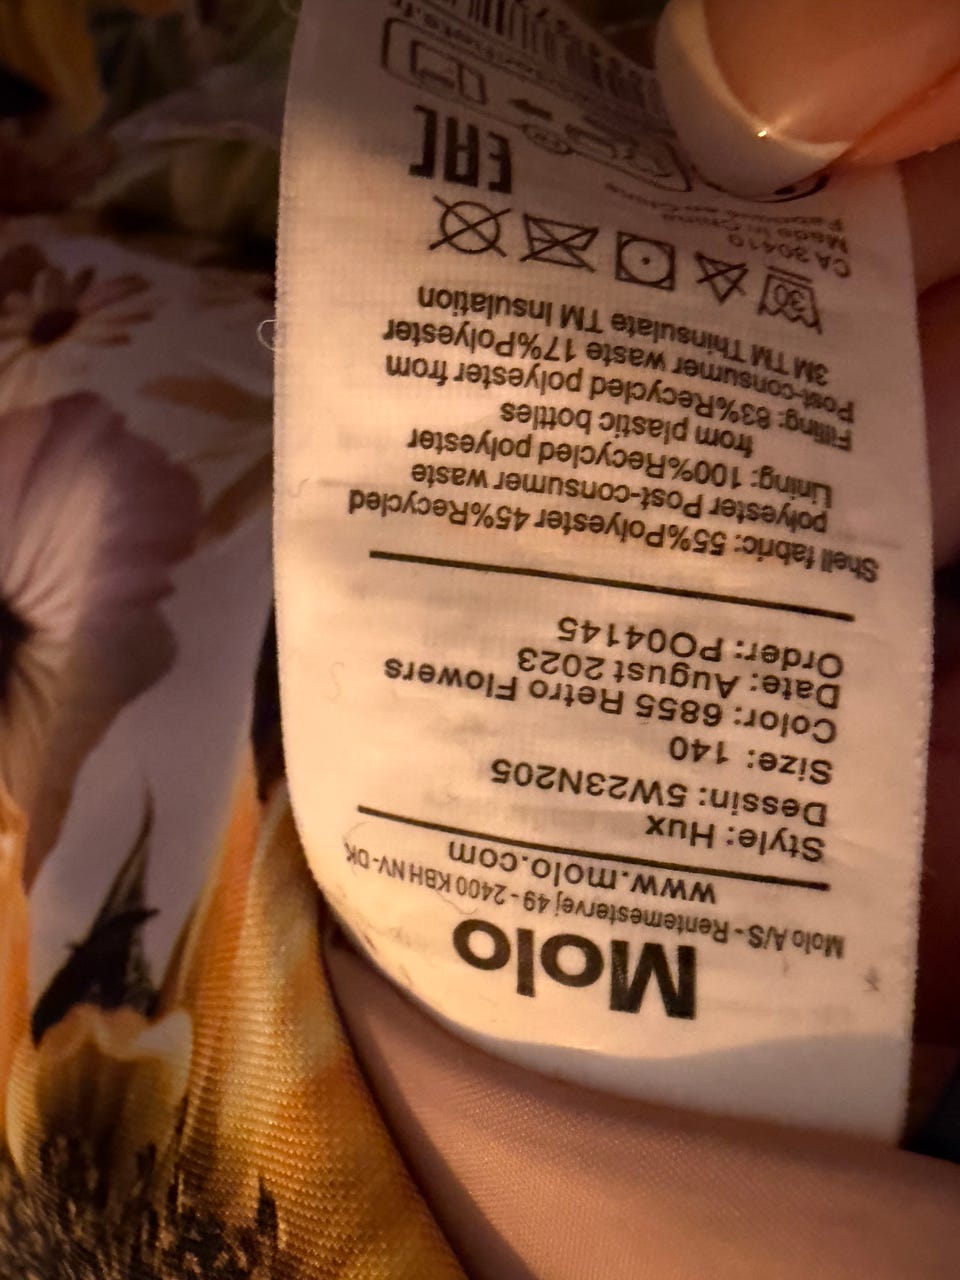 Molo
Molo A/S - Rentemestervej 49 - 2400 KBH NV - DK
www.molo.com
Style: Hux
Dessin: 5W23N205
Size: 140
Color: 6855 Retro Flowers
Date: August 2023
Order: PO04145
Shell fabric: 55%Polyester 45%Recycled
polyester Post-consumer waste
Lining: 100%Recycled polyester
from plastic bottles
Filling: 83%Recycled polyester from
Post-consumer waste 17%Polyester
3M TM Thinsulate TM Insulation
30
CA 30410
Made in China
EAC